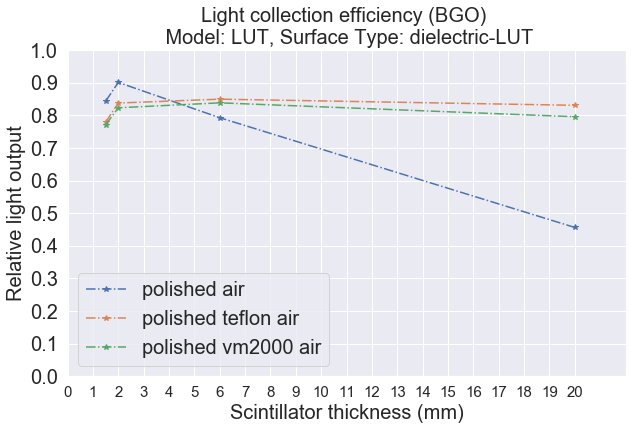 Light collection efficiency (BGO)
Model: LUT, Surface Type: dielectric-LUT
1.0
0.9
0.8
0.7
0.6
0.5
0.4
0.3
0.2
0.1
0.0
Relative light output
polished air
polished teflon air
polished vm2000 air
0 1 2 3 4 5 6 7 8 9 10 11 12 13 14 15 16 17 18 19 20
Scintillator thickness (mm)